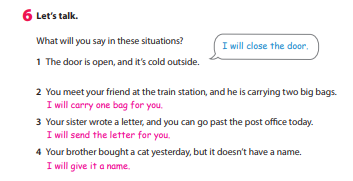 6 Let's talk.
What will you say in these situations?
I will close the door.
1 The door is open, and it's cold outside.
2 You meet your friend at the train station, and he is carrying two big bags.
I will carry one bag for you.
3 Your sister wrote a letter, and you can go past the post office today.
I will send the letter for you.
4 Your brother bought a cat yesterday, but it doesn't have a name.
I will give it a name.